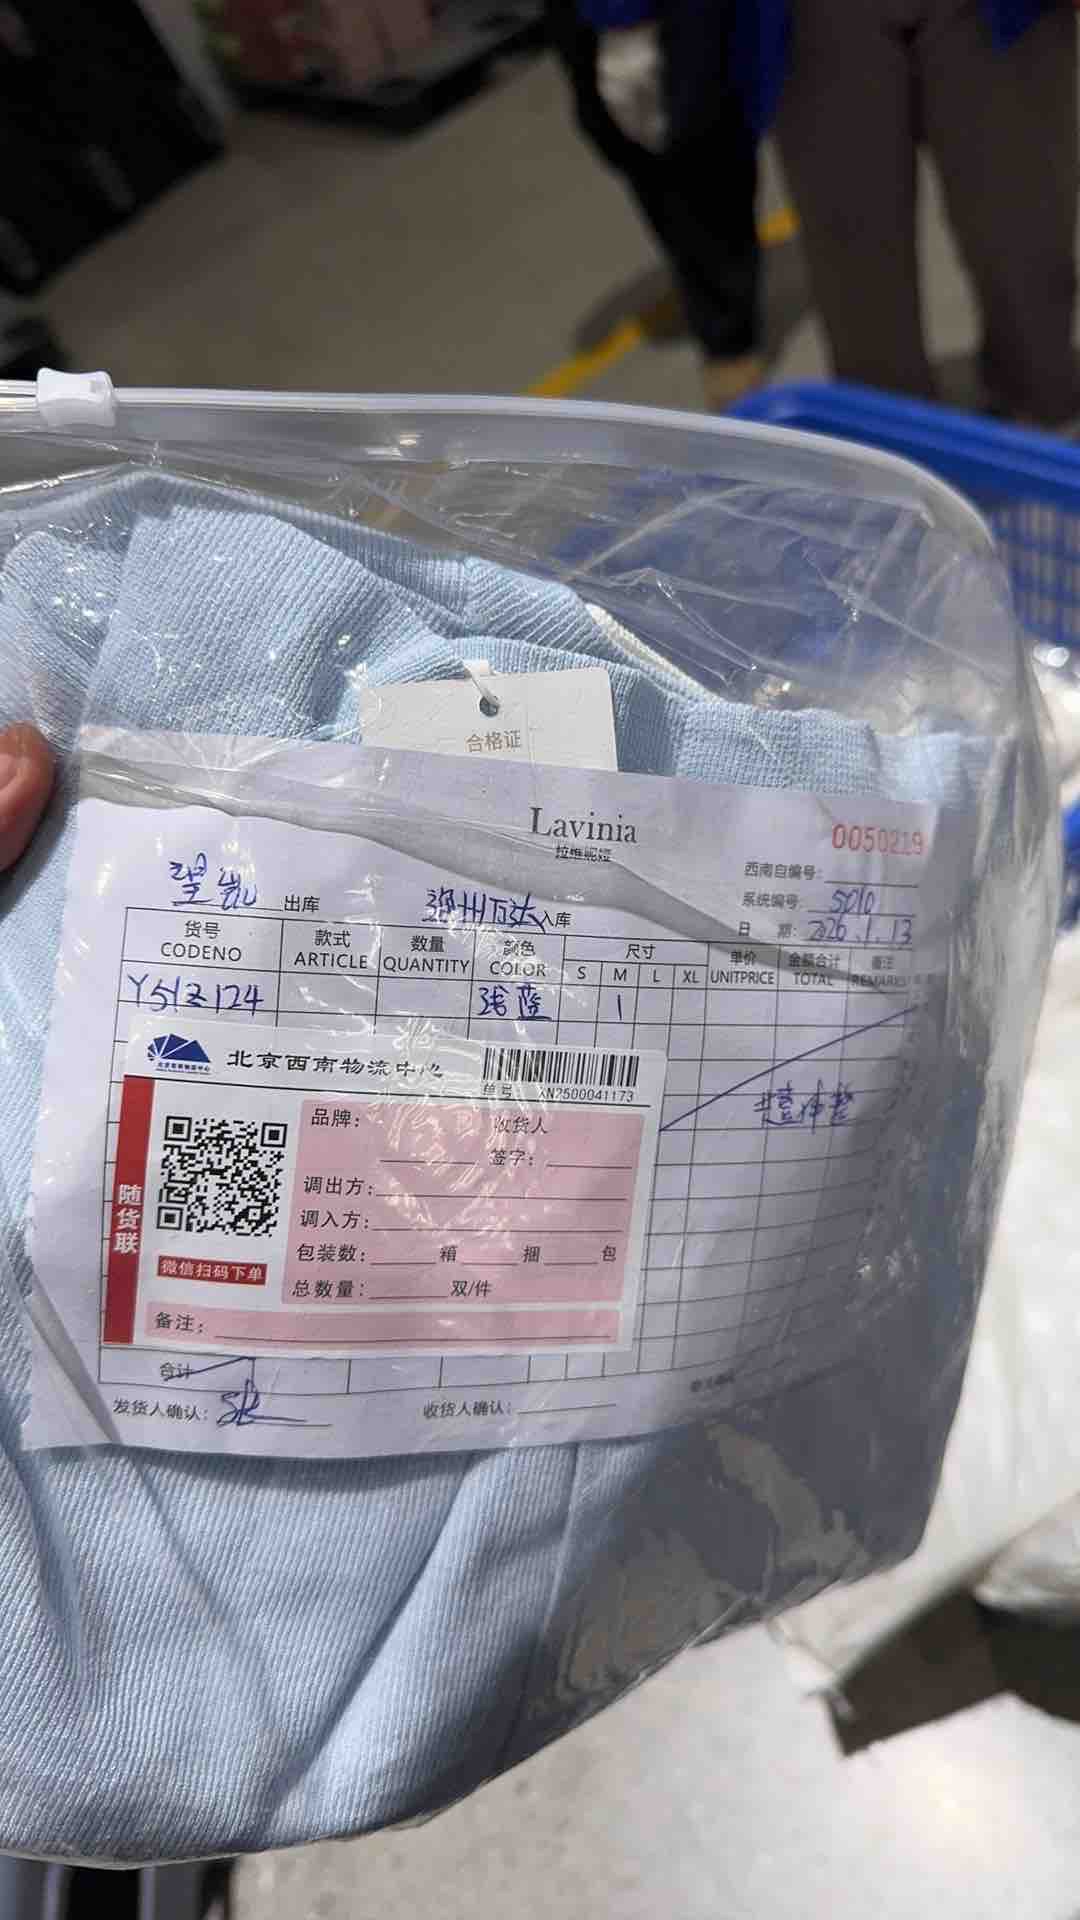 合格证
Lavinia
拉维妮娅
0050219
西南自编号:
望凯 出库 万达入库
系统编号: 5010
日 期: 2026.1.13
货号 款式 数量 颜色 尺寸 单价 金额合计 备注
CODENO ARTICLE QUANTITY COLOR S M L XL UNITPRICE TOTAL REMARKS
Y51Z124 浅蓝 1
北京西南物流中心
单号 XN2500041173
随货联
微信扫码下单
品牌:
收货人
签字:
调出方:
调入方:
包装数: 箱 捆 包
总数量: 双/件
备注:
合计
发货人确认:
收货人确认: